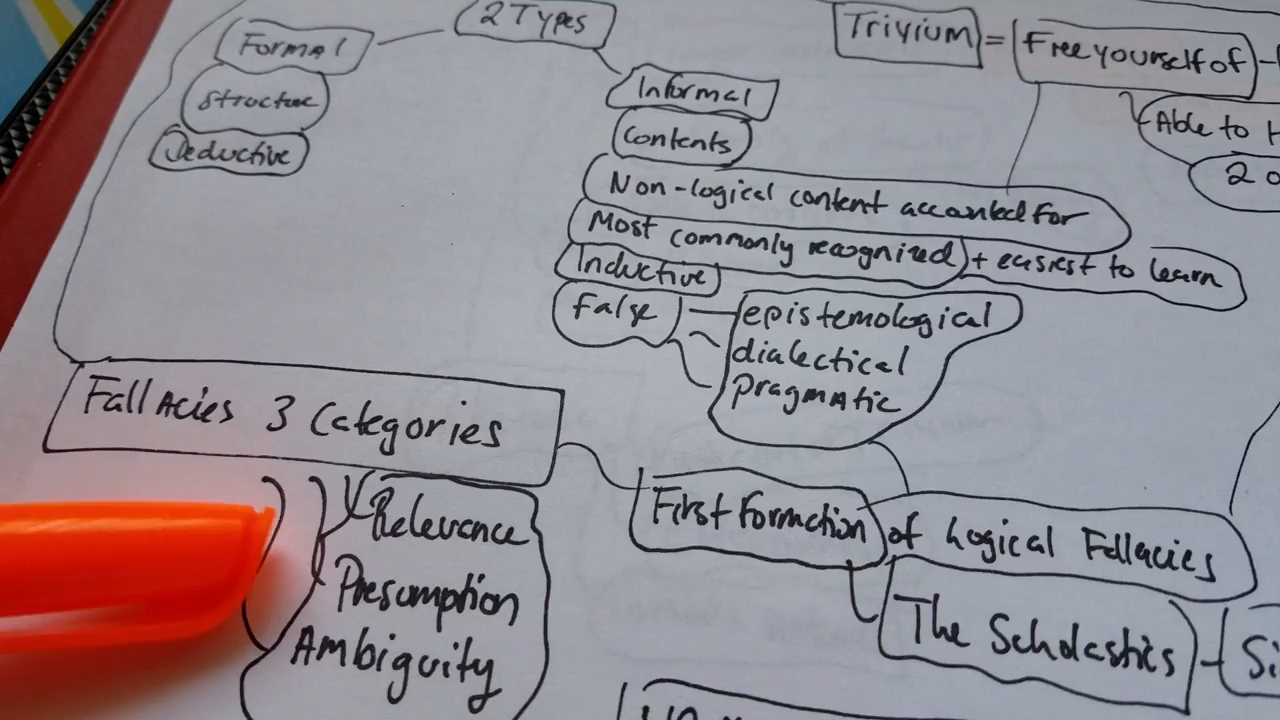 2 Types
Formal
Structure
Deductive
Informal
Contents
Non-logical content accounted for
Most commonly recognized + easiest to learn
Inductive
False
epistemological
dialectical
Pragmatic
Trivium = Free yourself of
Able to
2
Fallacies 3 Categories
Relevance
Presumption
Ambiguity
First Formation of Logical Fallacies
The Scholastics